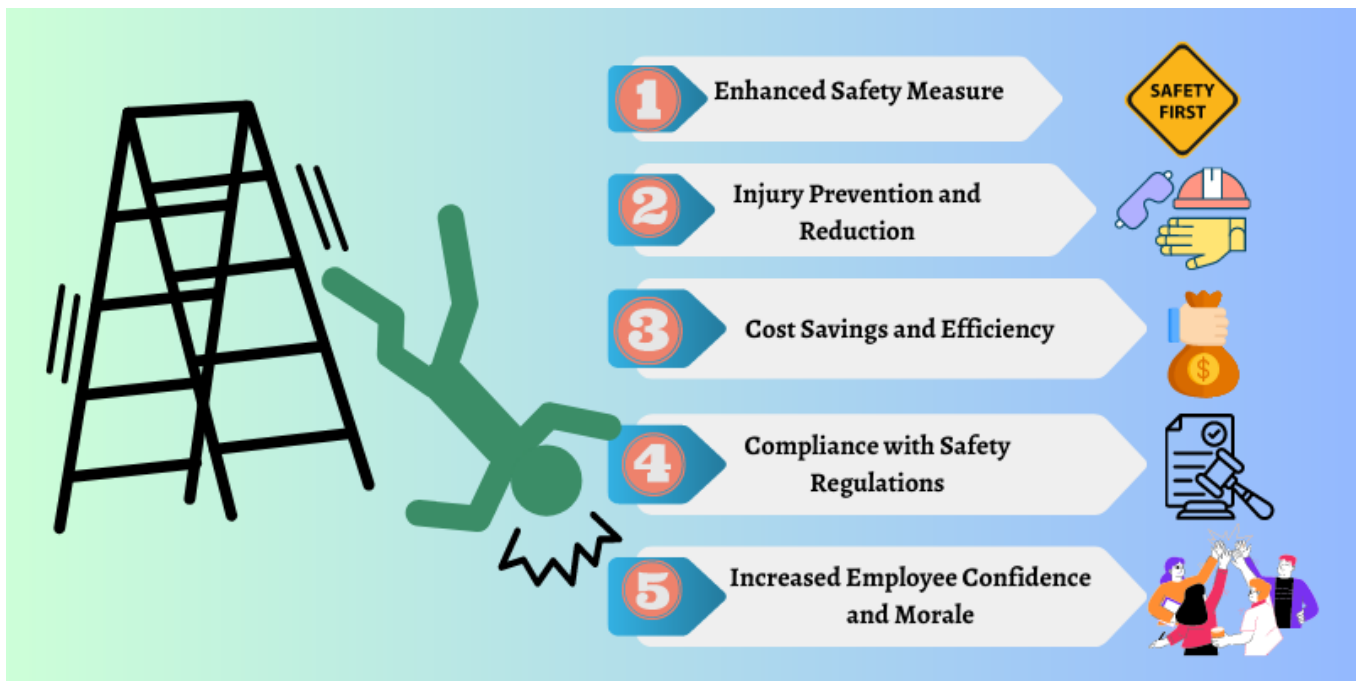 1
Enhanced Safety Measure
SAFETY
FIRST
2
Injury Prevention and
Reduction
3
Cost Savings and Efficiency
$
4
Compliance with Safety
Regulations
5
Increased Employee Confidence
and Morale